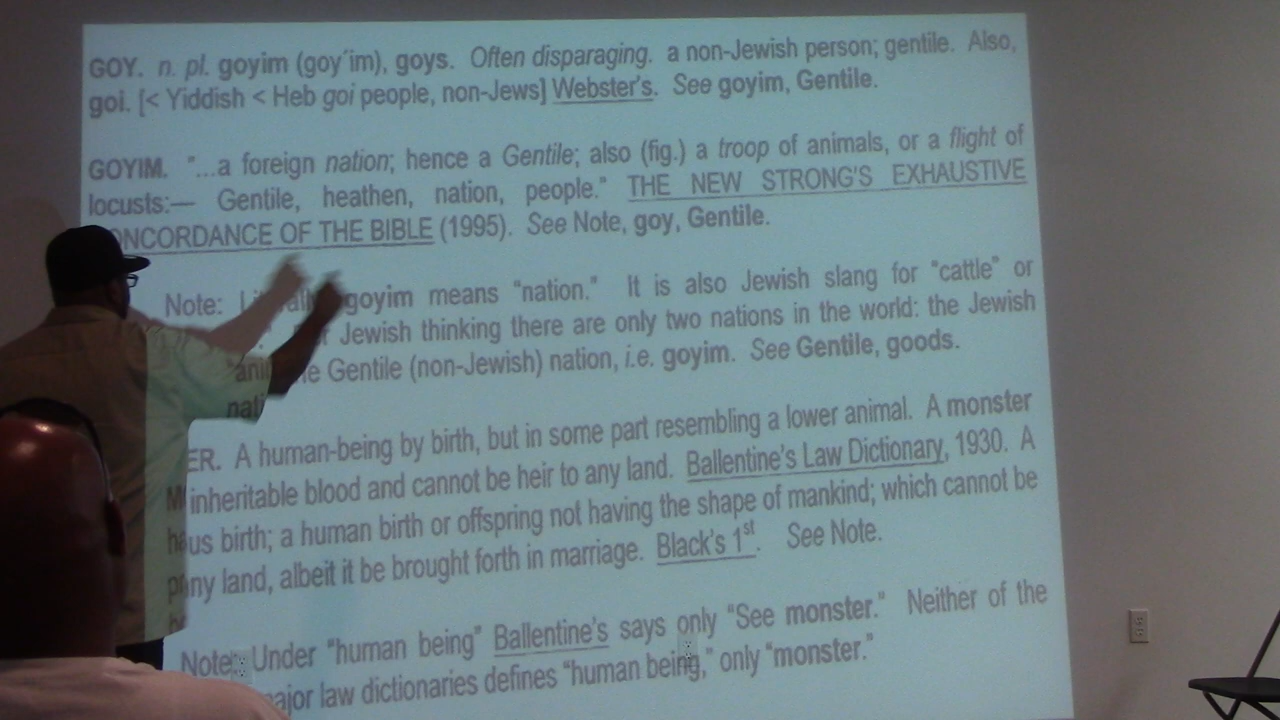 GOY. n. pl. goyim (goy´im), goys. Often disparaging. a non-Jewish person; gentile. Also,
goi. [< Yiddish < Heb goi people, non-Jews] Webster's. See goyim, Gentile.
GOYIM. "...a foreign nation; hence a Gentile; also (fig.) a troop of animals, or a flight of
locusts:— Gentile, heathen, nation, people." THE NEW STRONG'S EXHAUSTIVE
ONCORDANCE OF THE BIBLE (1995). See Note, goy, Gentile.
Note: goyim means "nation." It is also Jewish slang for "cattle" or
Jewish thinking there are only two nations in the world: the Jewish
Gentile (non-Jewish) nation, i.e. goyim. See Gentile, goods.
ER. A human-being by birth, but in some part resembling a lower animal. A monster
inheritable blood and cannot be heir to any land. Ballentine's Law Dictionary, 1930. A
us birth; a human birth or offspring not having the shape of mankind; which cannot be
ny land, albeit it be brought forth in marriage. Black's 1st. See Note.
Note: Under "human being" Ballentine's says only "See monster." Neither of the
ajor law dictionaries defines "human being," only "monster."